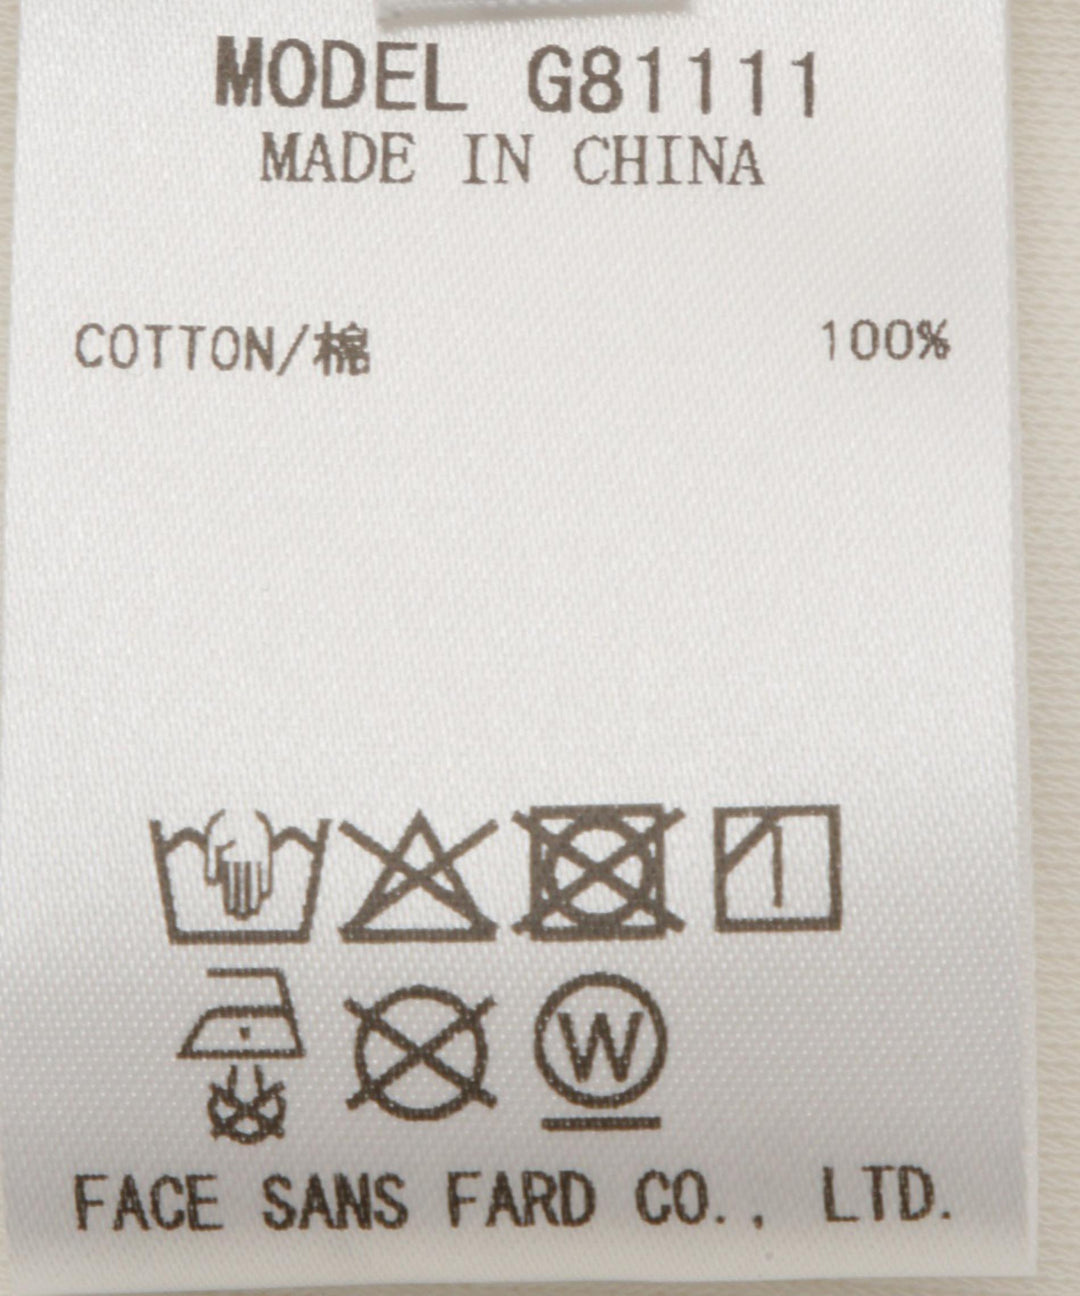 MODEL G81111
MADE IN CHINA
COTTON/棉 100%
W
FACE SANS FARD CO., LTD.